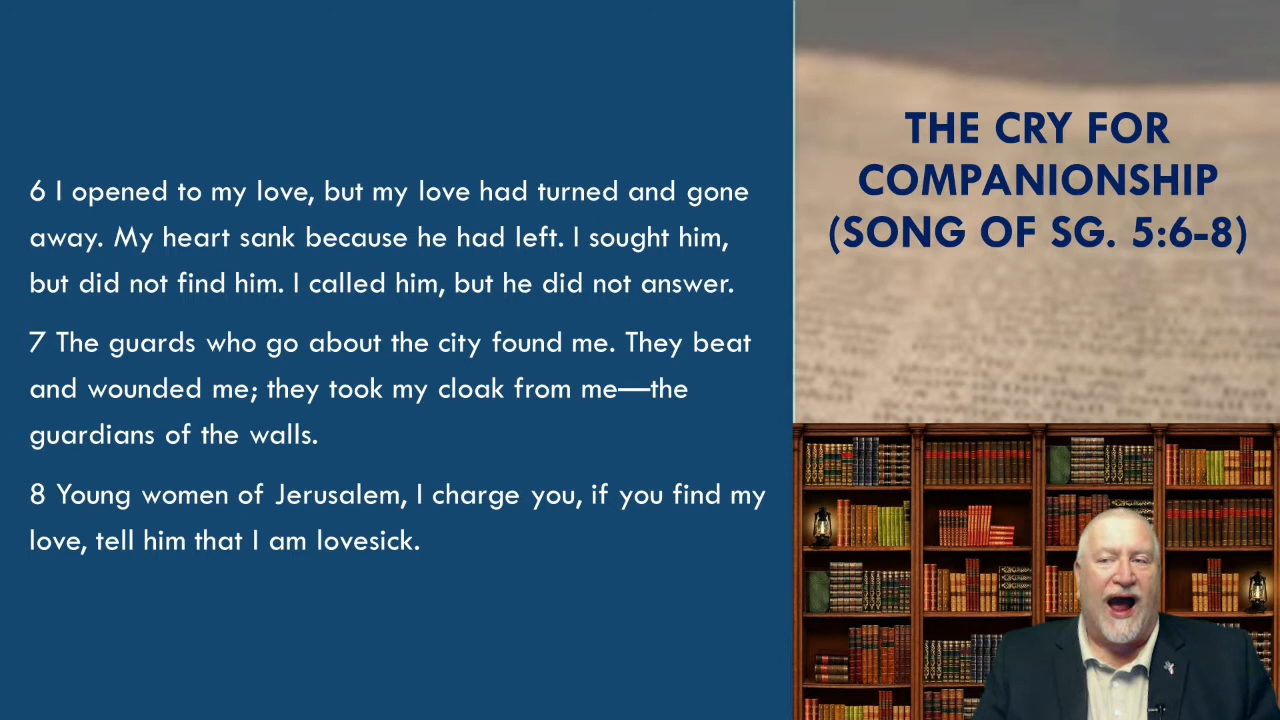 6 I opened to my love, but my love had turned and gone
away. My heart sank because he had left. I sought him,
but did not find him. I called him, but he did not answer.
7 The guards who go about the city found me. They beat
and wounded me; they took my cloak from me—the
guardians of the walls.
8 Young women of Jerusalem, I charge you, if you find my
love, tell him that I am lovesick.
THE CRY FOR
COMPANIONSHIP
(SONG OF SG. 5:6-8)